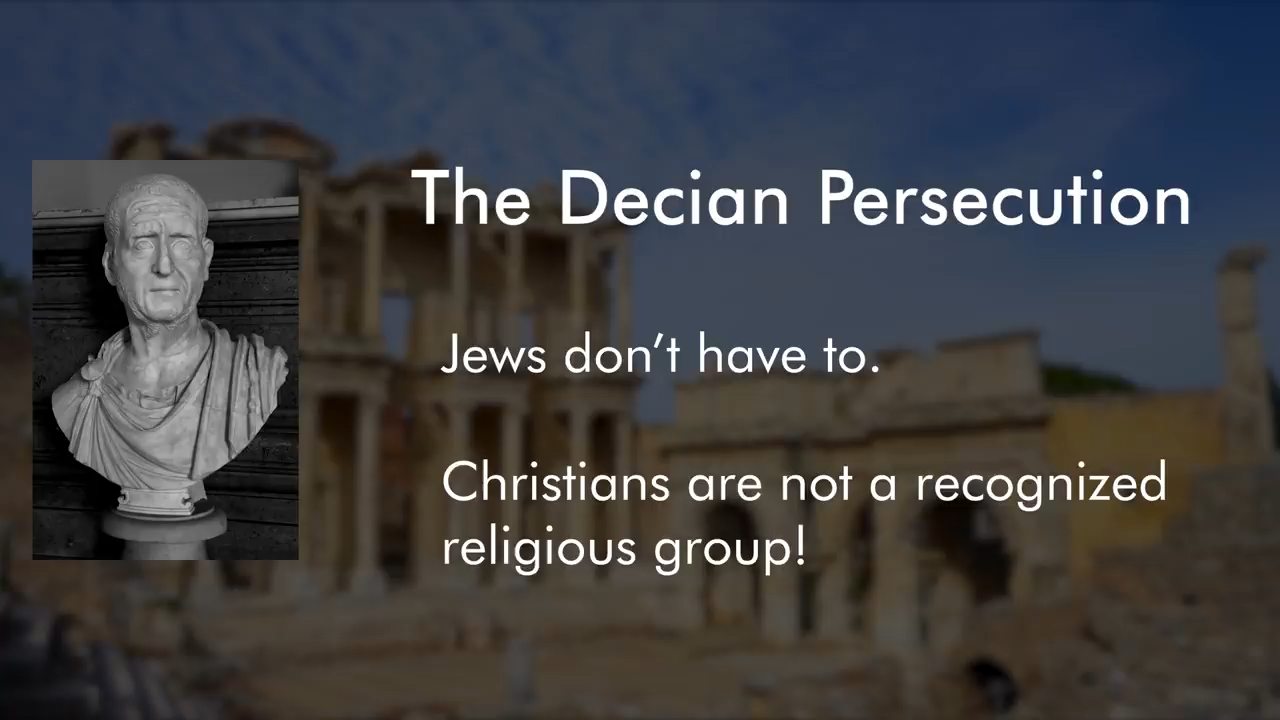 The Decian Persecution
Jews don’t have to.
Christians are not a recognized
religious group!